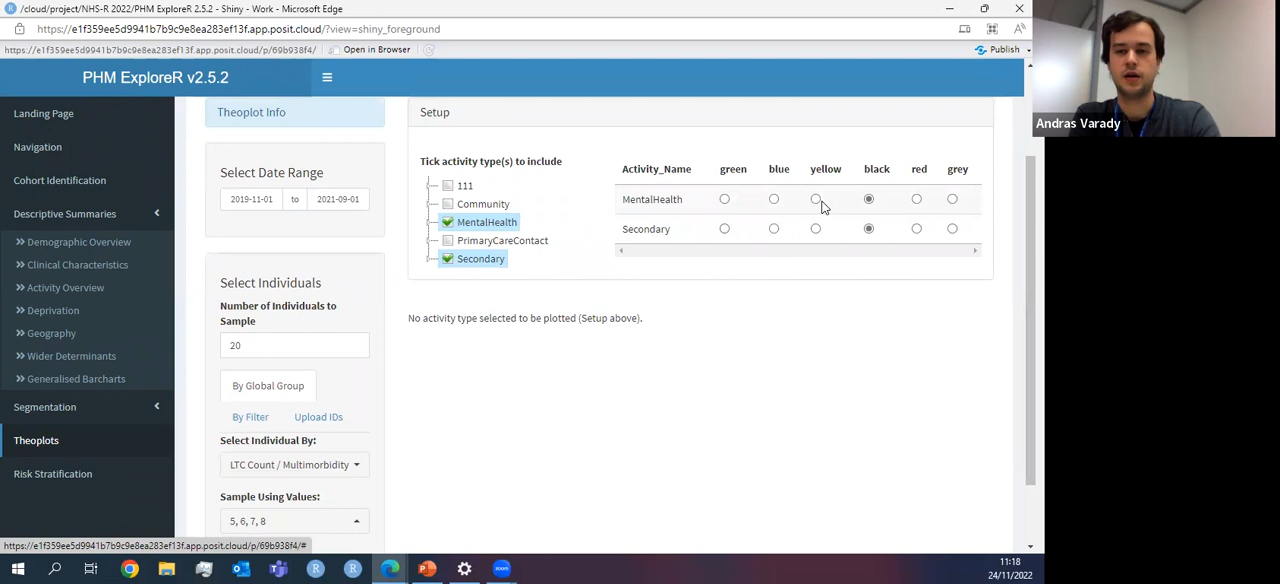 /cloud/project/NHS-R 2022/PHM ExploreR v2.5.2 - Shiny - Work - Microsoft Edge
https://e1f359ee5d9941b7b9c9e8ea283ef13f.app.posit.cloud/?view=shiny_foreground
https://e1f359ee5d9941b7b9c9e8ea283ef13f.app.posit.cloud/p/69b938f4/
Open in Browser
Publish
PHM ExploreR v2.5.2
Landing Page
Navigation
Cohort Identification
Descriptive Summaries
Demographic Overview
Clinical Characteristics
Activity Overview
Deprivation
Geography
Wider Determinants
Generalised Barcharts
Segmentation
Theoplots
Risk Stratification
Theoplot Info
Select Date Range
2019-11-01 to 2021-09-01
Select Individuals
Number of Individuals to
Sample
20
By Global Group
By Filter Upload IDs
Select Individual By:
LTC Count / Multimorbidity
Sample Using Values:
5, 6, 7, 8
Setup
Tick activity type(s) to include
111
Community
MentalHealth
PrimaryCareContact
Secondary
Activity_Name green blue yellow black red grey
MentalHealth
Secondary
No activity type selected to be plotted (Setup above).
Andras Varady
https://e1f359ee5d9941b7b9c9e8ea283ef13f.app.posit.cloud/p/69b938f4/#
zoom
11:18
24/11/2022